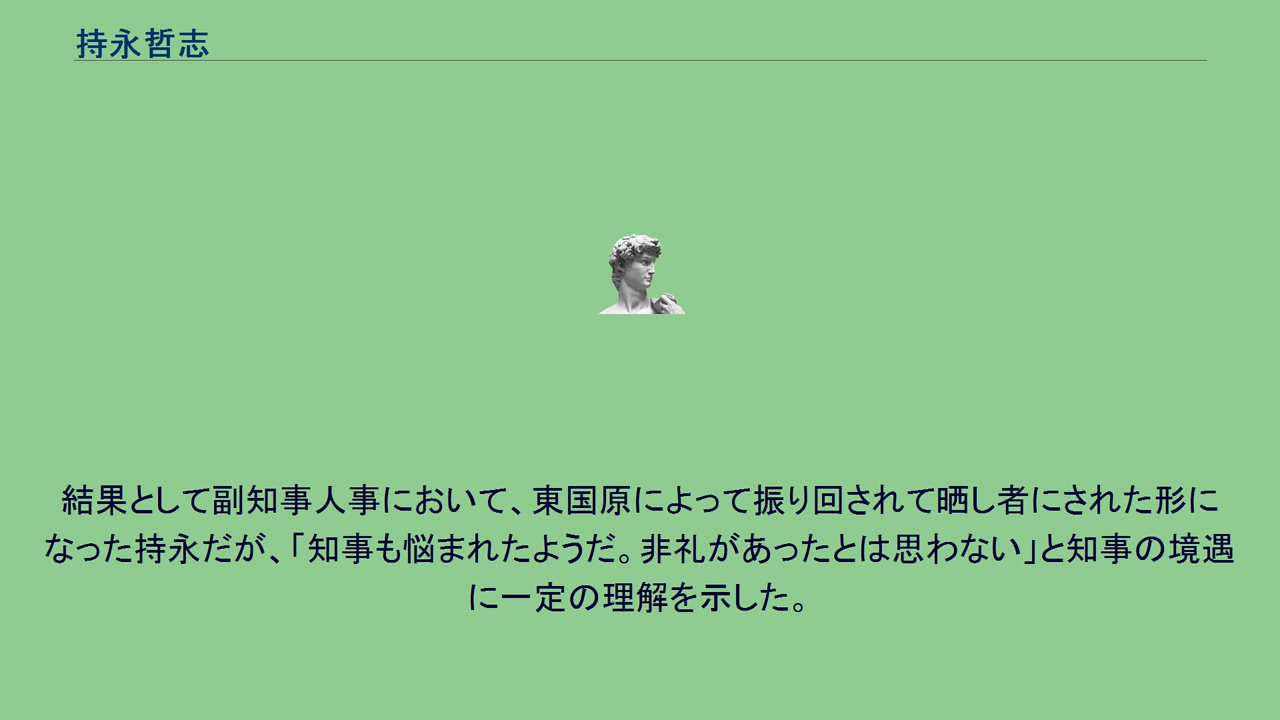 持永哲志
結果として副知事人事において、東国原によって振り回されて晒し者にされた形に
なった持永だが、「知事も悩まれたようだ。非礼があったとは思わない」と知事の境遇
に一定の理解を示した。